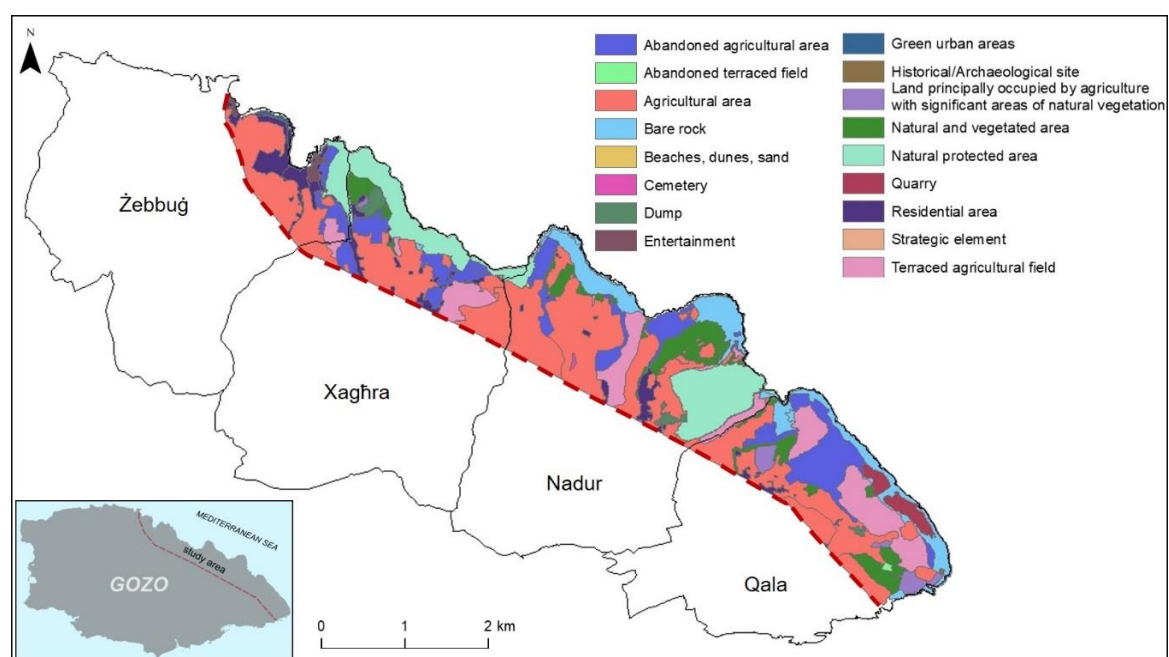 N
Abandoned agricultural area
Abandoned terraced field
Agricultural area
Bare rock
Beaches, dunes, sand
Cemetery
Dump
Entertainment
Green urban areas
Historical/Archaeological site
Land principally occupied by agriculture
with significant areas of natural vegetation
Natural and vegetated area
Natural protected area
Quarry
Residential area
Strategic element
Terraced agricultural field
Żebbuġ
Xagħra
Nadur
Qala
MEDITERRANEAN SEA
study area
GOZO
0 1 2 km